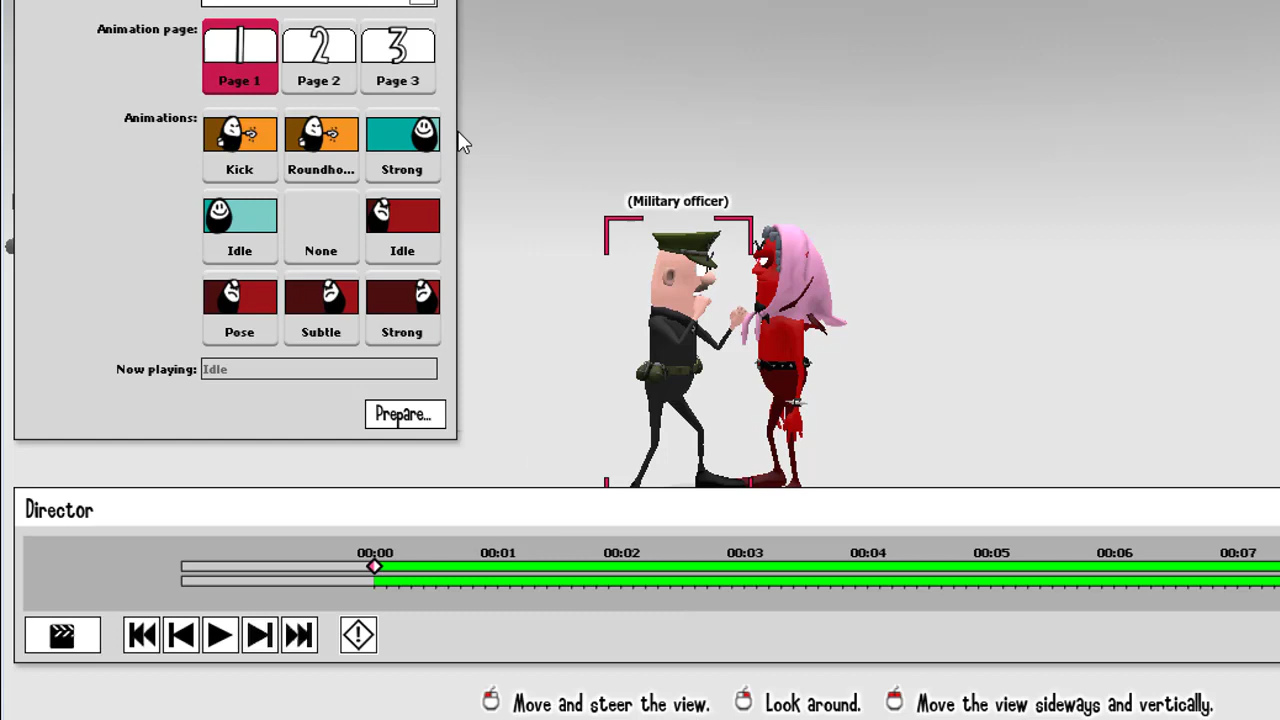 Animation page:
1 2 3
Page 1 Page 2 Page 3
Animations:
Kick Roundho... Strong
Idle None Idle
Pose Subtle Strong
Now playing: Idle
Prepare...
(Military officer)
Director
00:00 00:01 00:02 00:03 00:04 00:05 00:06 00:07
!
Move and steer the view. Look around. Move the view sideways and vertically.